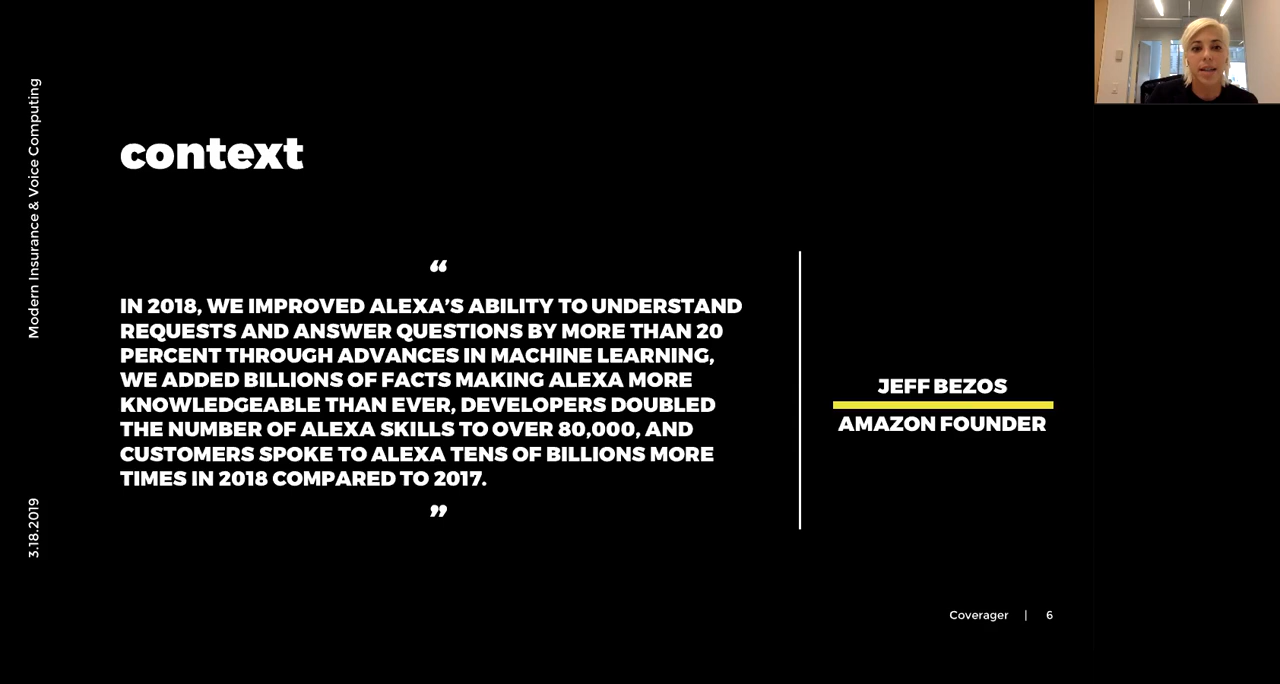 Modern Insurance & Voice Computing
3.18.2019
context
“
IN 2018, WE IMPROVED ALEXA’S ABILITY TO UNDERSTAND
REQUESTS AND ANSWER QUESTIONS BY MORE THAN 20
PERCENT THROUGH ADVANCES IN MACHINE LEARNING,
WE ADDED BILLIONS OF FACTS MAKING ALEXA MORE
KNOWLEDGEABLE THAN EVER, DEVELOPERS DOUBLED
THE NUMBER OF ALEXA SKILLS TO OVER 80,000, AND
CUSTOMERS SPOKE TO ALEXA TENS OF BILLIONS MORE
TIMES IN 2018 COMPARED TO 2017.
”
JEFF BEZOS
AMAZON FOUNDER
Coverager | 6